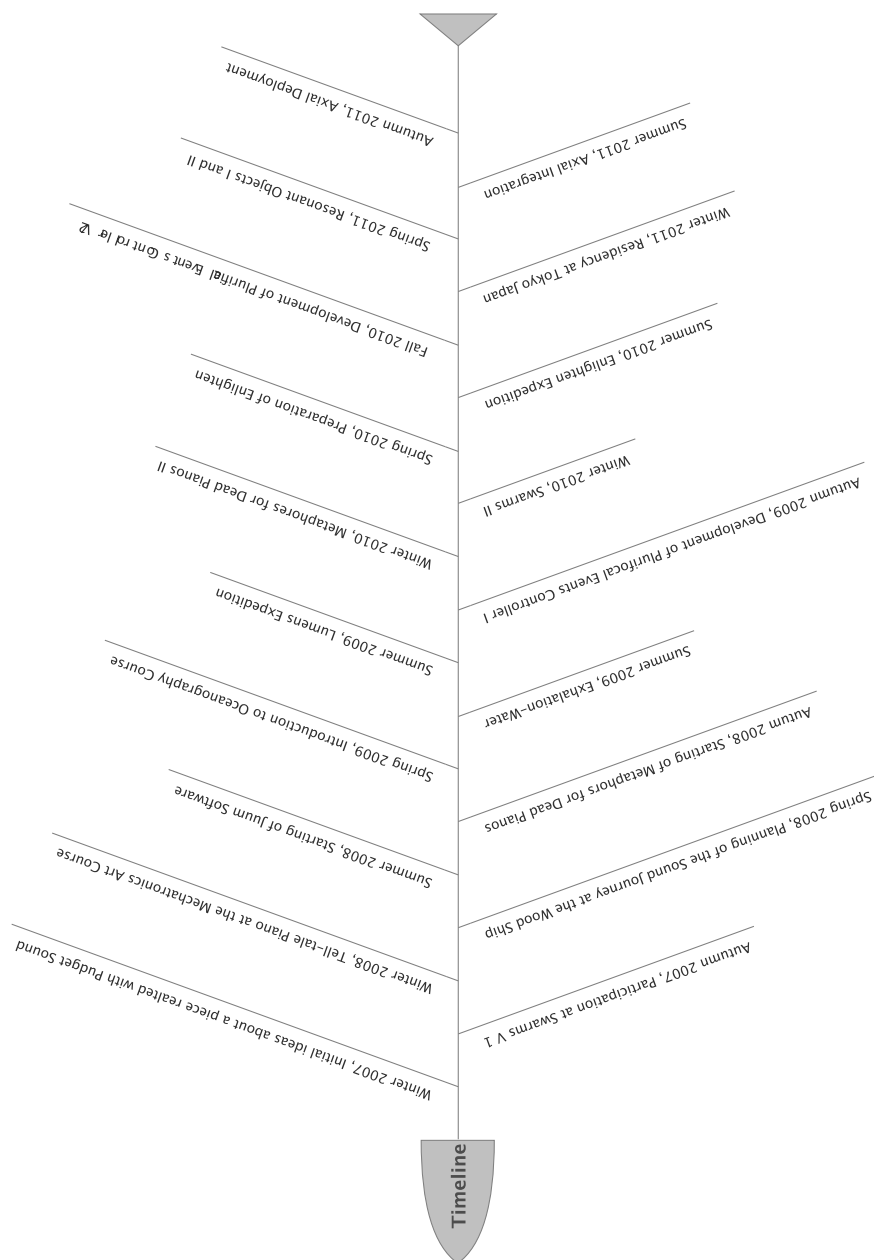 Timeline
Winter 2007, Initial ideas about a piece realted with Pudget Sound
Autumn 2007, Participation at Swarms V 1
Winter 2008, Tell-tale Piano at the Mechatronics Art Course
Spring 2008, Planning of the Sound Journey at the Wood Ship
Summer 2008, Starting of Juum Software
Autum 2008, Starting of Metaphors for Dead Pianos
Spring 2009, Introduction to Oceanography Course
Summer 2009, Exhalation-Water
Summer 2009, Lumens Expedition
Autumn 2009, Development of Plurifocal Events Controller I
Winter 2010, Metaphores for Dead Pianos II
Winter 2010, Swarms II
Spring 2010, Preparation of Enlighten
Summer 2010, Enlighten Expedition
Fall 2010, Development of
Winter 2011, Residency at Tokyo Japan
Spring 2011, Resonant Objects I and II
Summer 2011, Axial Integration
Autumn 2011, Axial Deployment